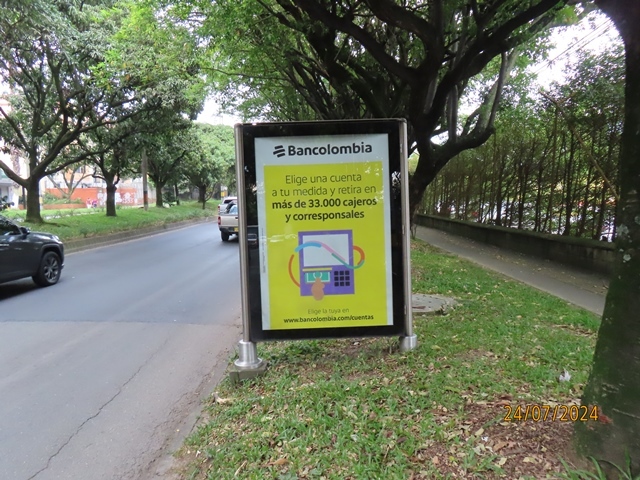 Bancolombia
Elige una cuenta
a tu medida y retira en
más de 33.000 cajeros
y corresponsales
Elige la tuya en
www.bancolombia.com/cuentas
24/07/2024